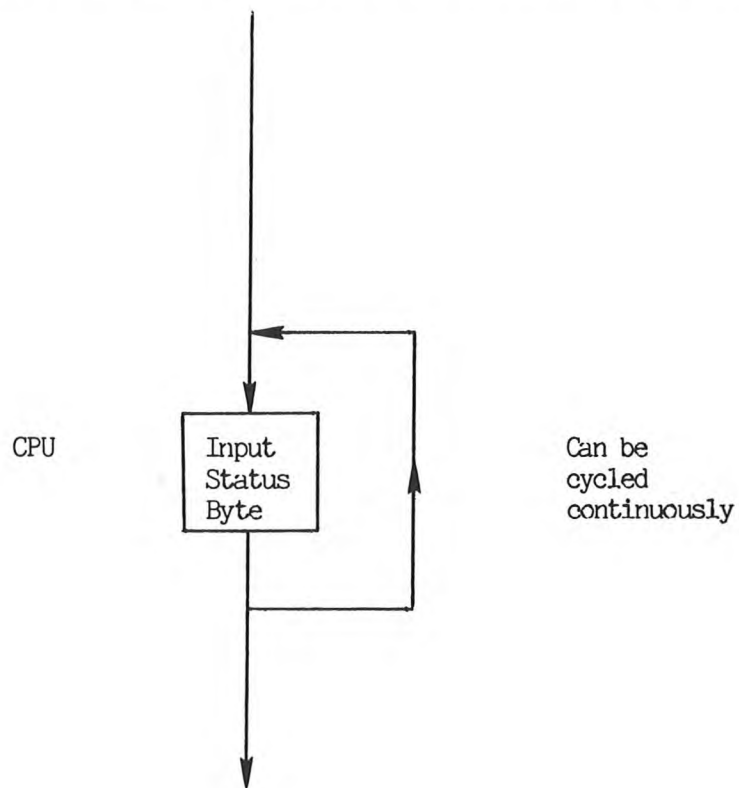 CPU
Input
Status
Byte
Can be
cycled
continuously